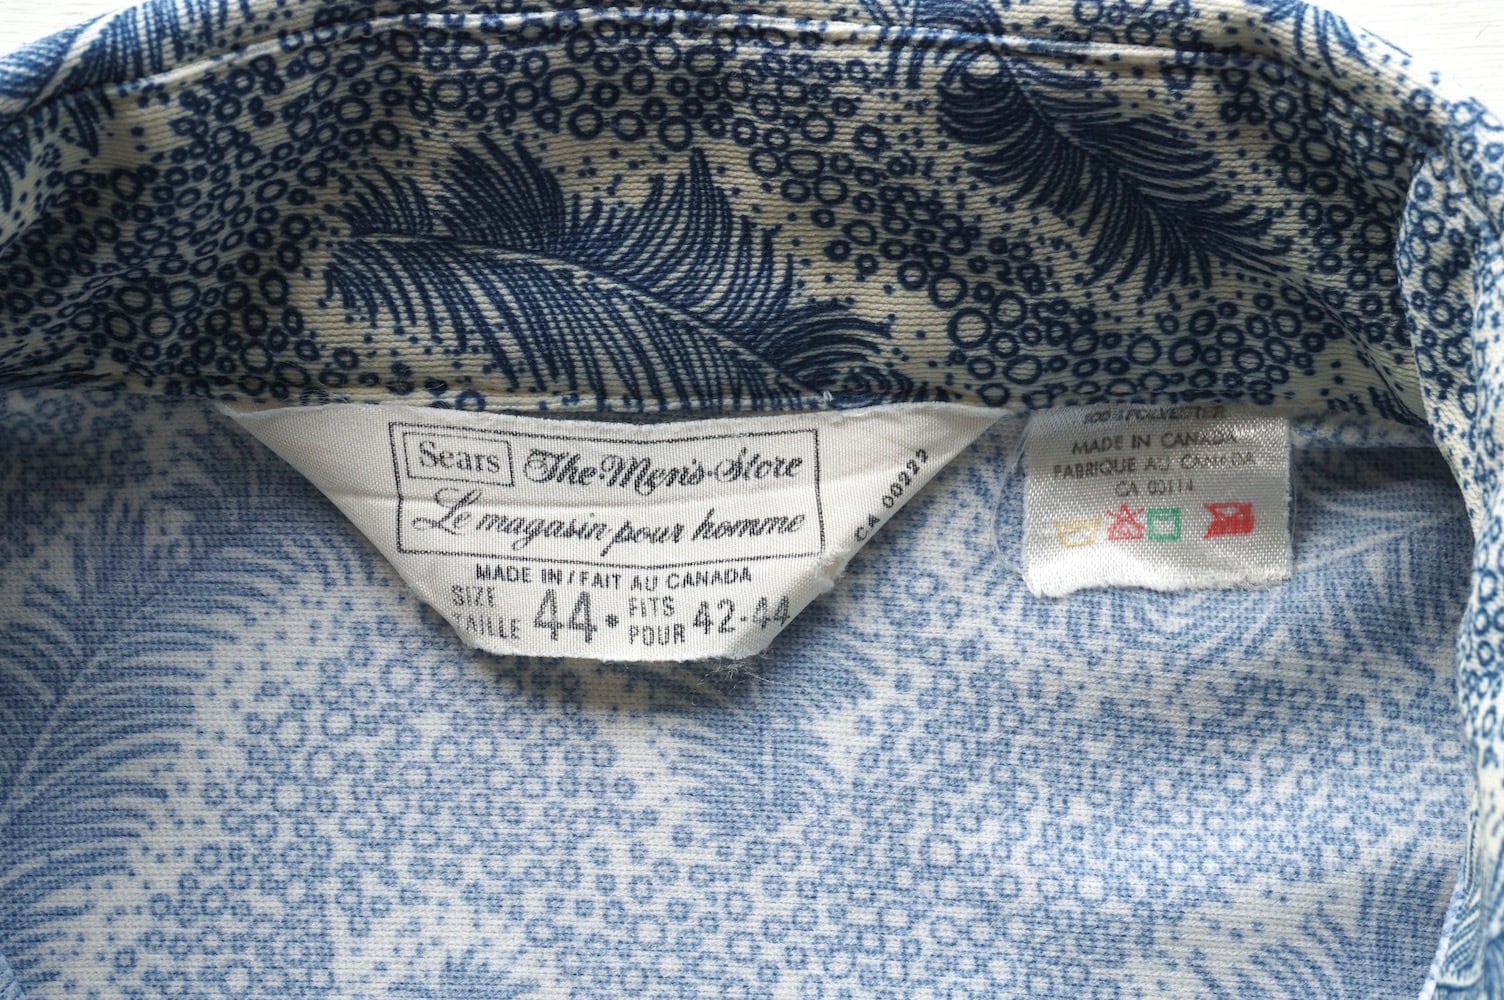 Sears The Men's Store
Le magasin pour homme
MADE IN/FAIT AU CANADA
SIZE TAILLE 44 • FITS POUR 42-44
CA 00222
100% POLYESTER
MADE IN CANADA
FABRIQUE AU CANADA
CA 00114